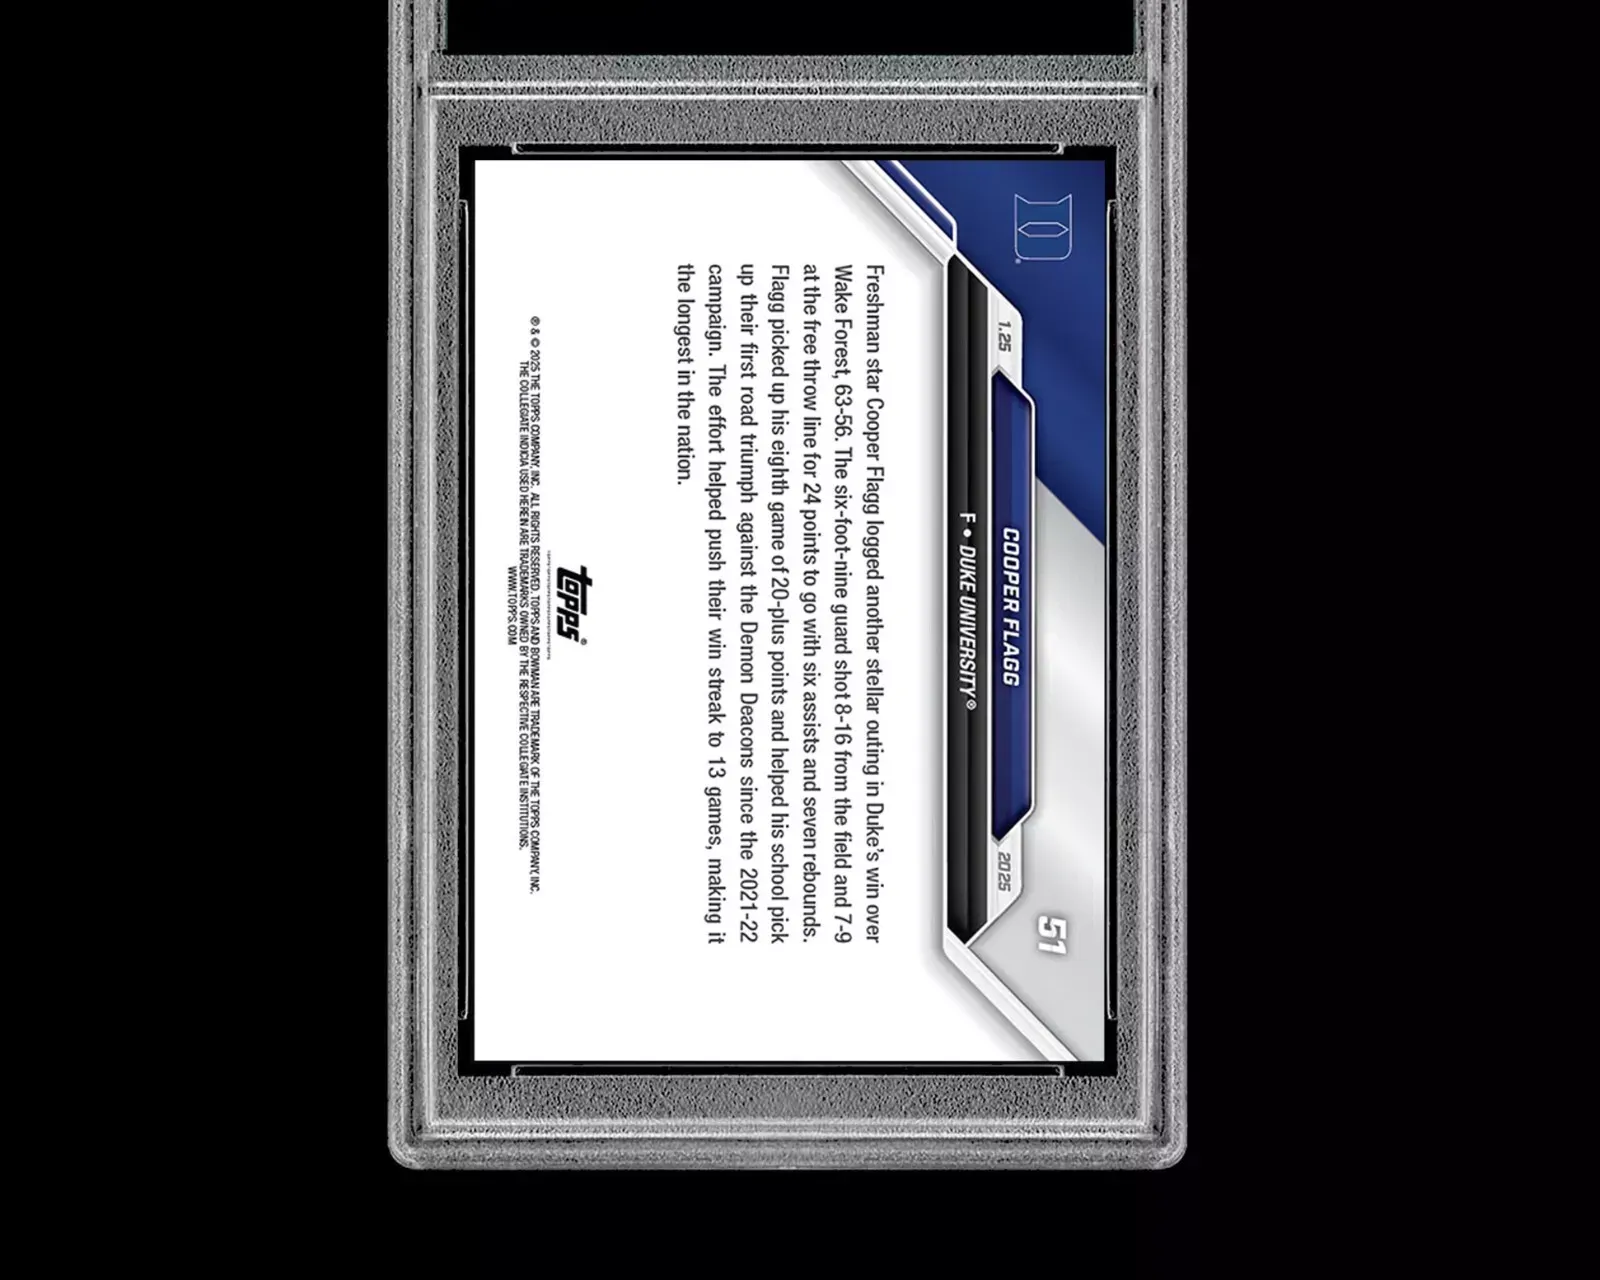 51
1.25
COOPER FLAGG
2025
F • DUKE UNIVERSITY®
Freshman star Cooper Flagg logged another stellar outing in Duke's win over
Wake Forest, 63-56. The six-foot-nine guard shot 8-16 from the field and 7-9
at the free throw line for 24 points to go with six assists and seven rebounds.
Flagg picked up his eighth game of 20-plus points and helped his school pick
up their first road triumph against the Demon Deacons since the 2021-22
campaign. The effort helped push their win streak to 13 games, making it
the longest in the nation.
topps®
® & © 2025 THE TOPPS COMPANY, INC. ALL RIGHTS RESERVED. TOPPS AND BOWMAN ARE TRADEMARK OF THE TOPPS COMPANY, INC.
THE COLLEGIATE INDICIA USED HEREIN ARE TRADEMARKS OWNED BY THE RESPECTIVE COLLEGIATE INSTITUTIONS.
WWW.TOPPS.COM